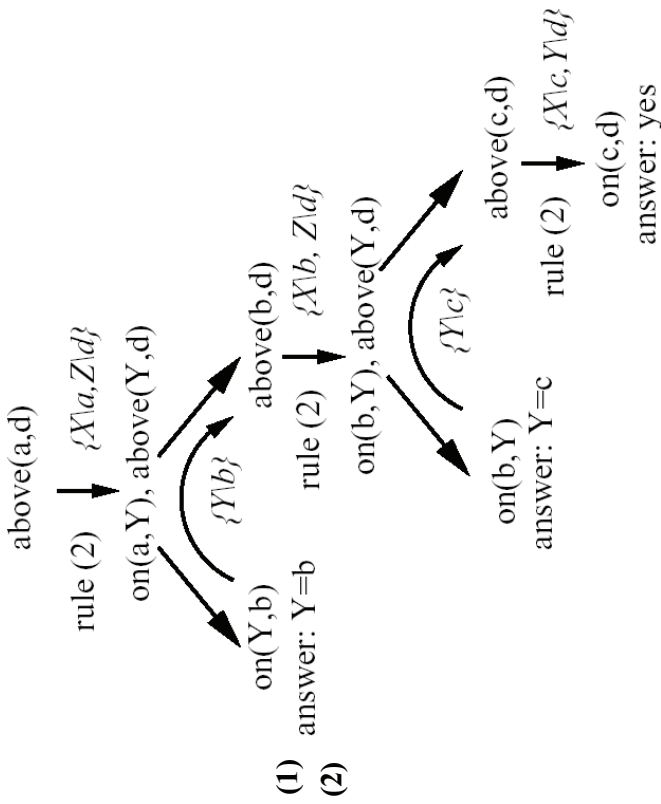 above(a,d)
rule (2) {X\a,Z\d}
on(a,Y), above(Y,d)
{Y\b}
on(Y,b)
answer: Y=b
above(b,d)
rule (2) {X\b, Z\d}
on(b,Y), above(Y,d)
{Y\c}
on(b,Y)
answer: Y=c
above(c,d)
rule (2) {X\c,Y\d}
on(c,d)
answer: yes
(1)
(2)